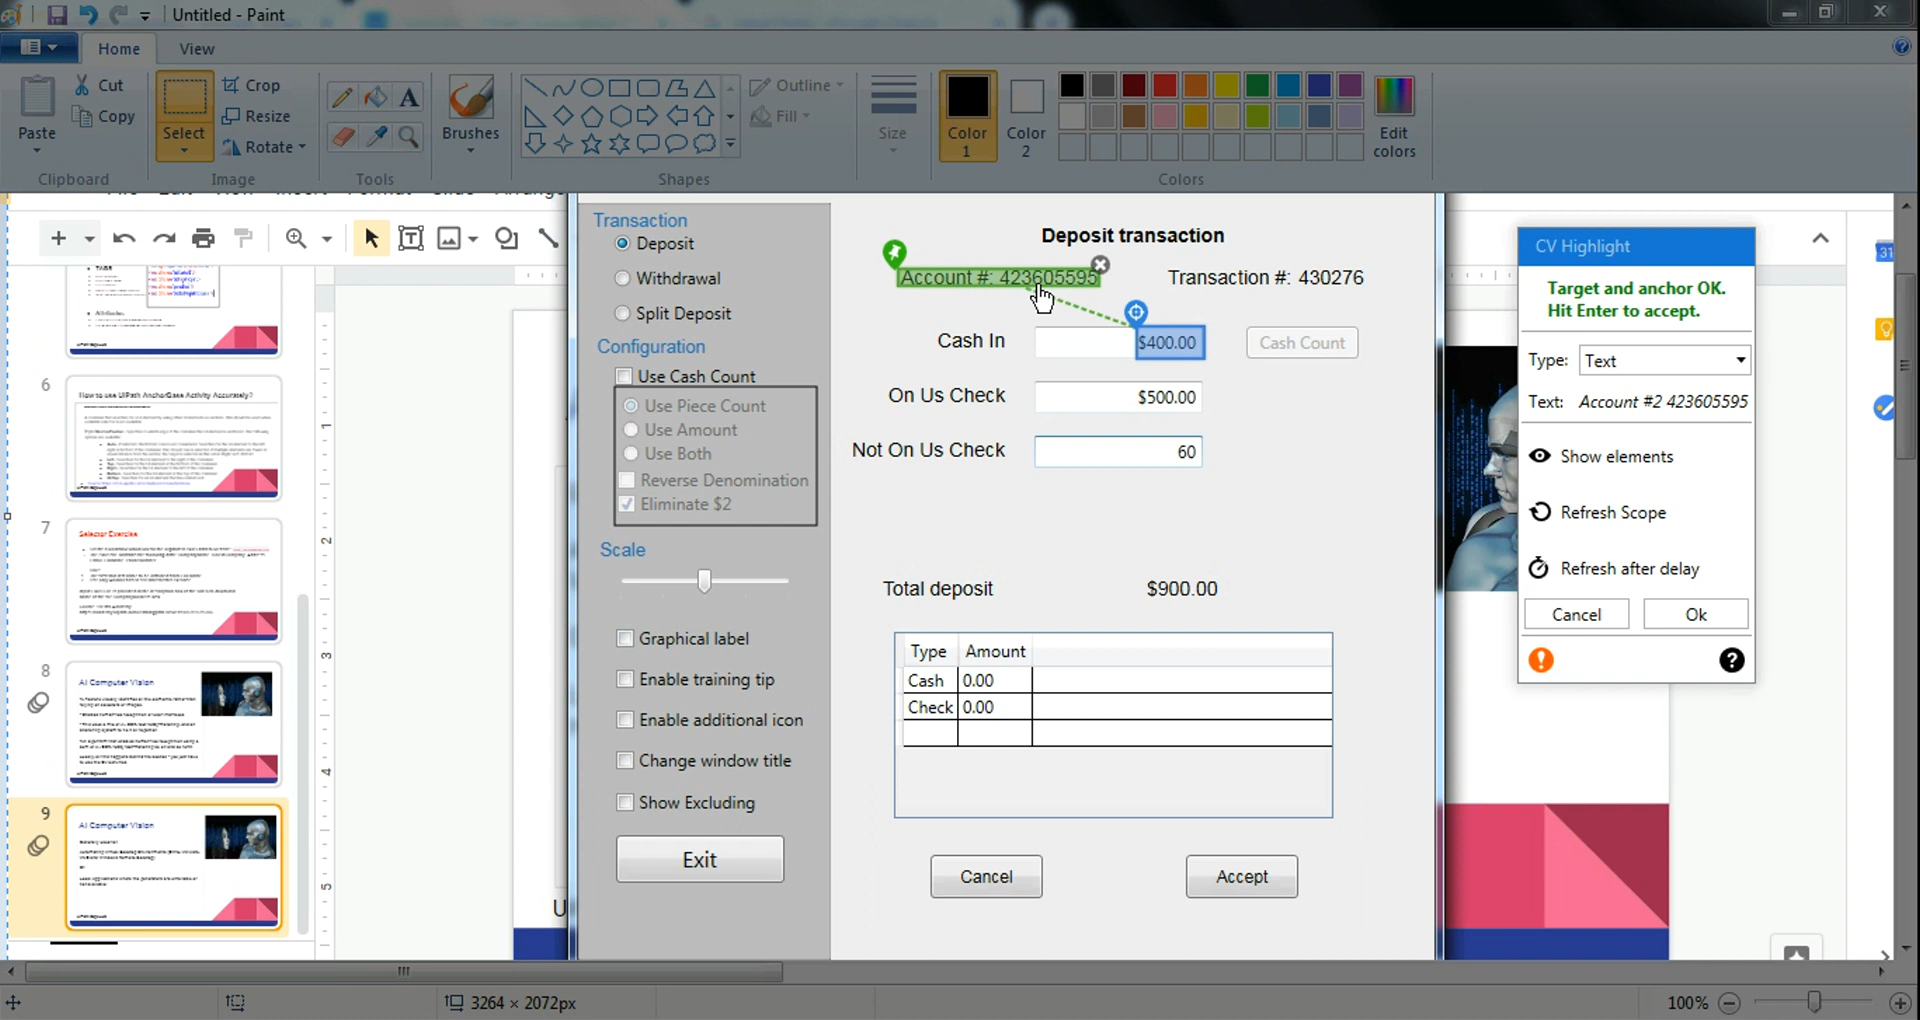 Untitled - Paint
Home View
Paste
Cut
Copy
Select
Crop
Resize
Rotate
Brushes
Outline
Fill
Size
Color 1
Color 2
Edit colors
Clipboard
Image
Tools
Shapes
Colors
Transaction
Deposit
Withdrawal
Split Deposit
Configuration
Use Cash Count
Use Piece Count
Use Amount
Use Both
Reverse Denomination
Eliminate $2
Scale
Graphical label
Enable training tip
Enable additional icon
Change window title
Show Excluding
Exit
Deposit transaction
Account #: 423605595 Transaction #: 430276
Cash In $400.00 Cash Count
On Us Check $500.00
Not On Us Check 60
Total deposit $900.00
Type Amount
Cash 0.00
Check 0.00
Cancel Accept
CV Highlight
Target and anchor OK.
Hit Enter to accept.
Type: Text
Text: Account #2 423605595
Show elements
Refresh Scope
Refresh after delay
Cancel Ok
31
6
How to use UiPath AnchorBase Activity Accurately?
7
Selector Exercise
8
AI Computer Vision
9
AI Computer Vision
1
2
3
4
5
U
3264 × 2072px
100%